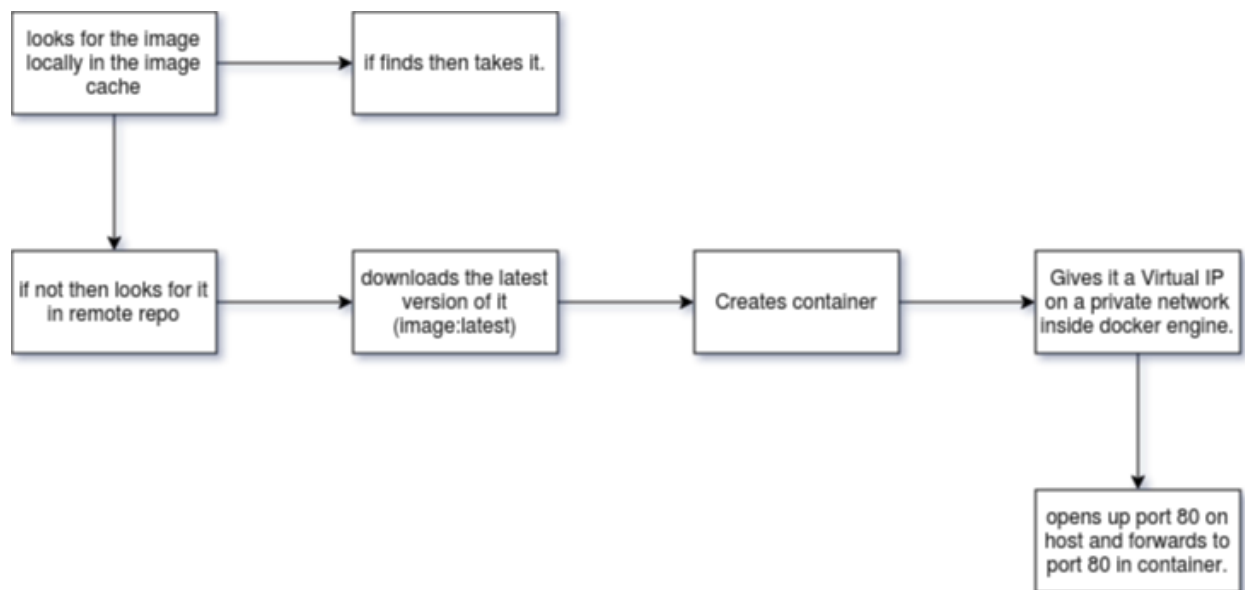 looks for the image
locally in the image
cache
if finds then takes it.
if not then looks for it
in remote repo
downloads the latest
version of it
(image:latest)
Creates container
Gives it a Virtual IP
on a private network
inside docker engine.
opens up port 80 on
host and forwards to
port 80 in container.